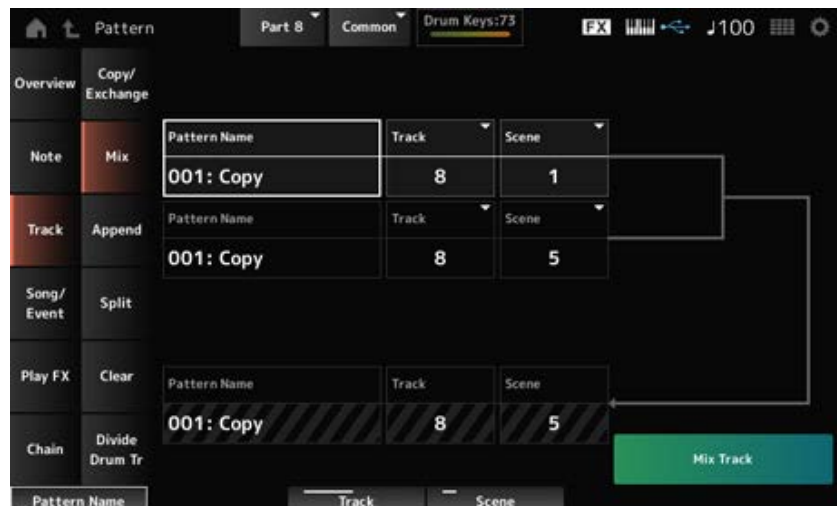 Pattern
Part 8
Common
Drum Keys:73
FX
♩100
Overview
Copy/
Exchange
Note
Mix
Track
Append
Song/
Event
Split
Play FX
Clear
Chain
Divide
Drum Tr
Pattern Name
Track
Scene
001: Copy
8
1
Pattern Name
Track
Scene
001: Copy
8
5
Pattern Name
Track
Scene
001: Copy
8
5
Mix Track
Pattern Name
Track
Scene